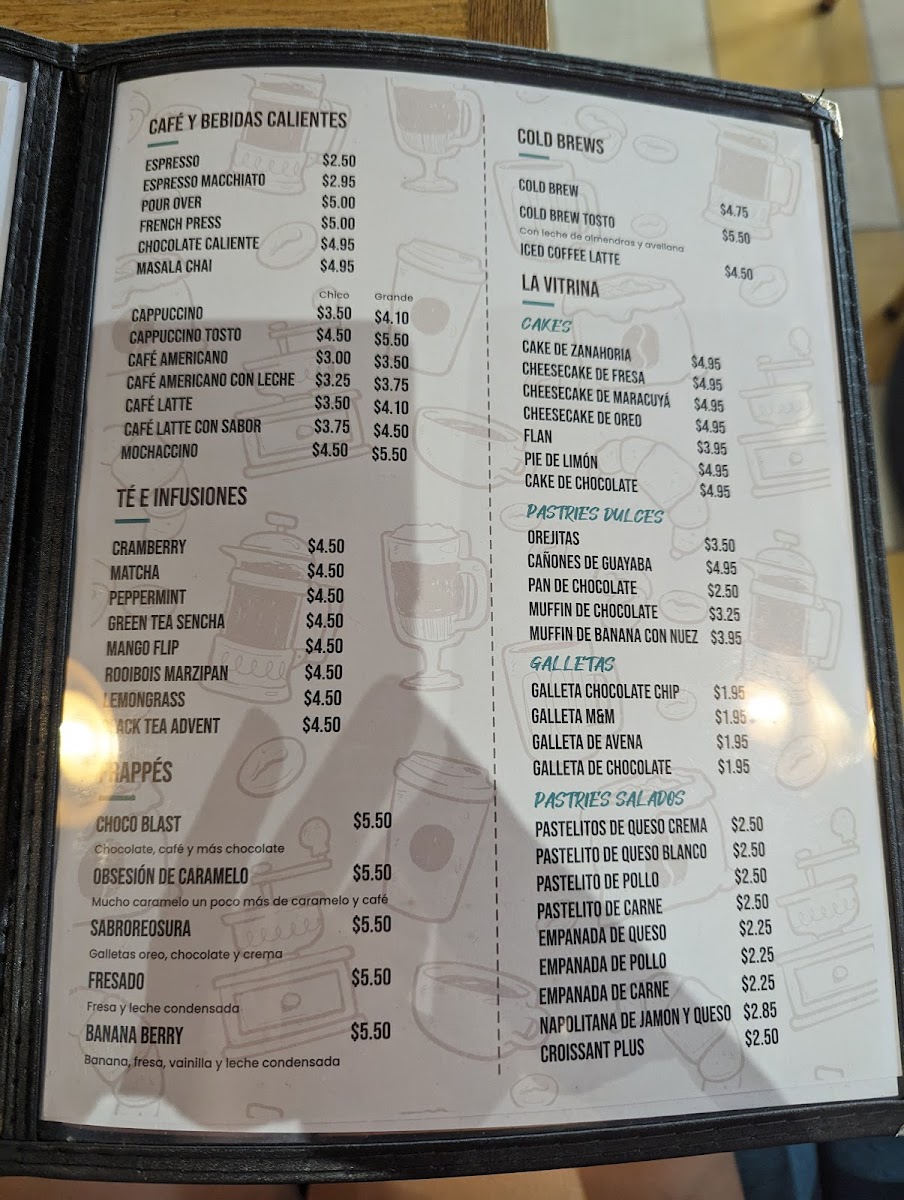 CAFÉ Y BEBIDAS CALIENTES
ESPRESSO $2.50
ESPRESSO MACCHIATO $2.95
POUR OVER $5.00
FRENCH PRESS $5.00
CHOCOLATE CALIENTE $4.95
MASALA CHAI $4.95
Chico Grande
CAPPUCCINO $3.50 $4.10
CAPPUCCINO TOSTO $4.50 $5.50
CAFÉ AMERICANO $3.00 $3.50
CAFÉ AMERICANO CON LECHE $3.25 $3.75
CAFÉ LATTE $3.50 $4.10
CAFÉ LATTE CON SABOR $3.75 $4.50
MOCHACCINO $4.50 $5.50
TÉ E INFUSIONES
CRAMBERRY $4.50
MATCHA $4.50
PEPPERMINT $4.50
GREEN TEA SENCHA $4.50
MANGO FLIP $4.50
ROOIBOIS MARZIPAN $4.50
LEMONGRASS $4.50
BLACK TEA ADVENT $4.50
FRAPPÉS
CHOCO BLAST $5.50
Chocolate, café y más chocolate
OBSESIÓN DE CARAMELO $5.50
Mucho caramelo un poco más de caramelo y café
SABROREOSURA $5.50
Galletas oreo, chocolate y crema
FRESADO $5.50
Fresa y leche condensada
BANANA BERRY $5.50
Banana, fresa, vainilla y leche condensada
COLD BREWS
COLD BREW $4.75
COLD BREW TOSTO $5.50
Con leche de almendras y avellana
ICED COFFEE LATTE $4.50
LA VITRINA
CAKES
CAKE DE ZANAHORIA $4.95
CHEESECAKE DE FRESA $4.95
CHEESECAKE DE MARACUYÁ $4.95
CHEESECAKE DE OREO $4.95
FLAN $3.95
PIE DE LIMÓN $4.95
CAKE DE CHOCOLATE $4.95
PASTRIES DULCES
OREJITAS $3.50
CAÑONES DE GUAYABA $4.95
PAN DE CHOCOLATE $2.50
MUFFIN DE CHOCOLATE $3.25
MUFFIN DE BANANA CON NUEZ $3.95
GALLETAS
GALLETA CHOCOLATE CHIP $1.95
GALLETA M&M $1.95
GALLETA DE AVENA $1.95
GALLETA DE CHOCOLATE $1.95
PASTRIES SALADOS
PASTELITOS DE QUESO CREMA $2.50
PASTELITO DE QUESO BLANCO $2.50
PASTELITO DE POLLO $2.50
PASTELITO DE CARNE $2.50
EMPANADA DE QUESO $2.25
EMPANADA DE POLLO $2.25
EMPANADA DE CARNE $2.25
NAPOLITANA DE JAMON Y QUESO $2.85
CROISSANT PLUS $2.50